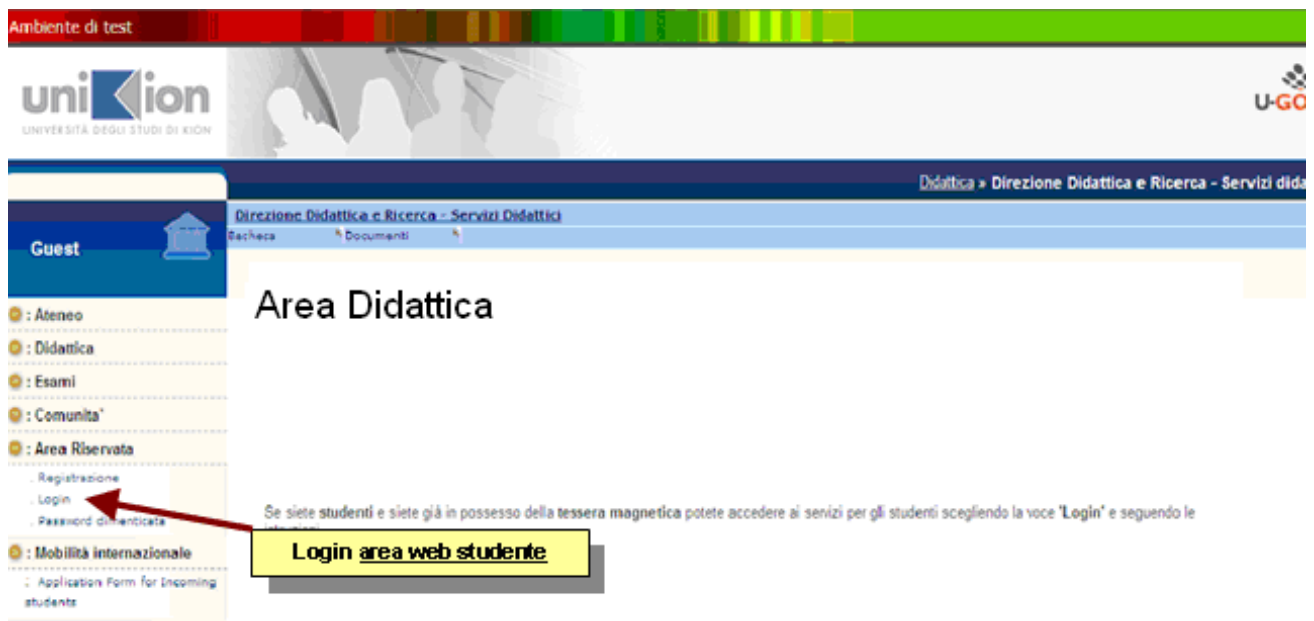 Ambiente di test
uniKion
UNIVERSITÀ DEGLI STUDI DI KION
U-GO
Didattica » Direzione Didattica e Ricerca - Servizi dida
Direzione Didattica e Ricerca - Servizi Didattici
Bacheca Documenti
Guest
Area Didattica
: Ateneo
: Didattica
: Esami
: Comunita'
: Area Riservata
. Registrazione
. Login
. Password dimenticata
Se siete studenti e siete già in possesso della tessera magnetica potete accedere ai servizi per gli studenti scegliendo la voce 'Login' e seguendo le
Login area web studente
: Mobilità internazionale
: Application Form for Incoming
students